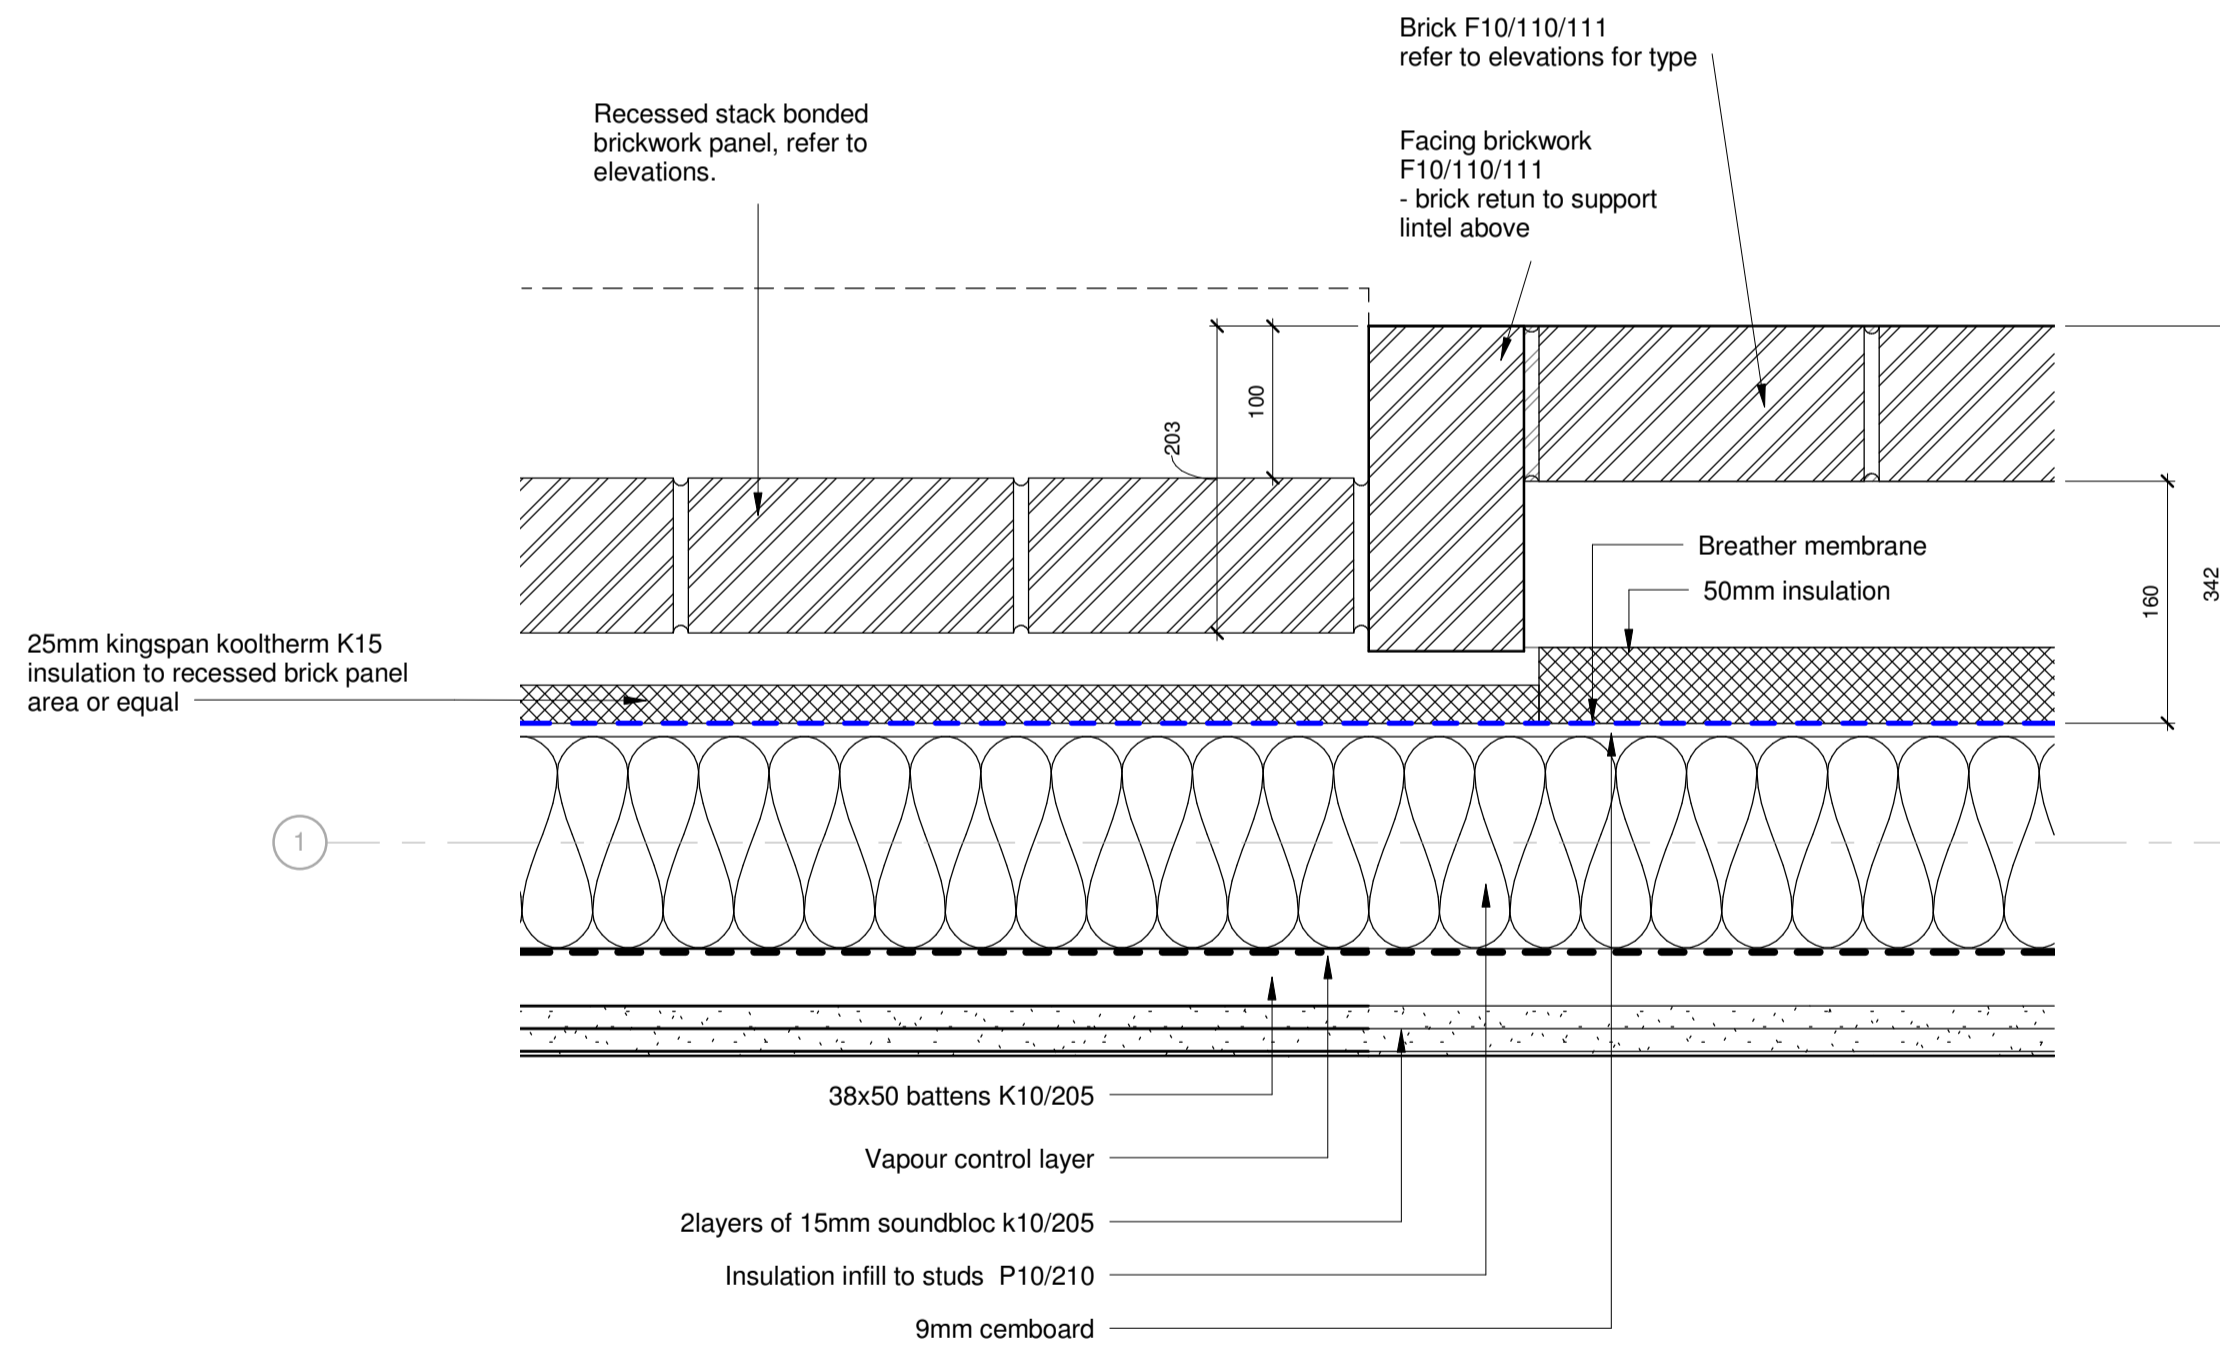 Brick F10/110/111
refer to elevations for type
Recessed stack bonded
brickwork panel, refer to
elevations.
Facing brickwork
F10/110/111
- brick retun to support
lintel above
100
203
Breather membrane
50mm insulation
160
342
25mm kingspan kooltherm K15
insulation to recessed brick panel
area or equal
1
38x50 battens K10/205
Vapour control layer
2layers of 15mm soundbloc k10/205
Insulation infill to studs P10/210
9mm cemboard